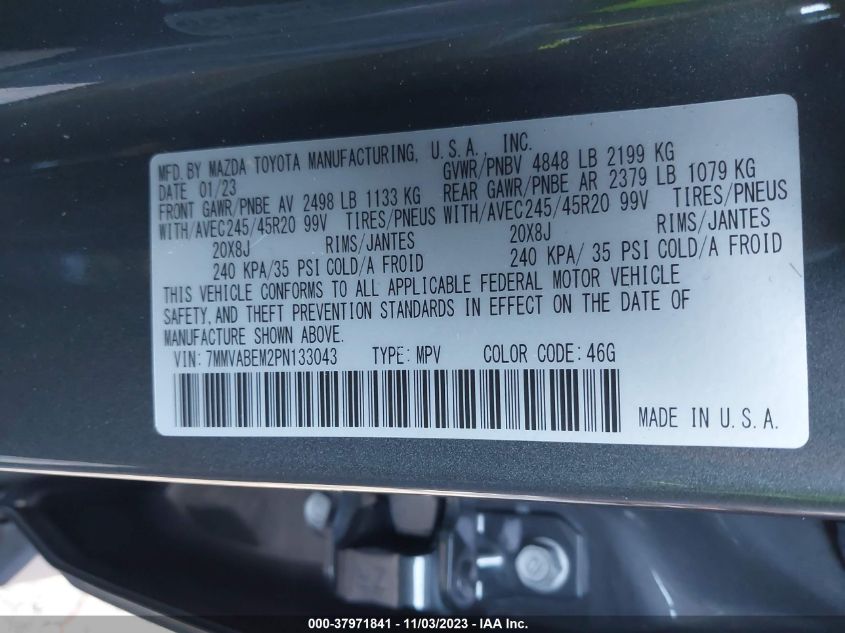 MFD. BY MAZDA TOYOTA MANUFACTURING, U.S.A. INC.
DATE 01/23 GVWR/PNBV 4848 LB 2199 KG
FRONT GAWR/PNBE AV 2498 LB 1133 KG REAR GAWR/PNBE AR 2379 LB 1079 KG
WITH/AVEC245/45R20 99V TIRES/PNEUS WITH/AVEC245/45R20 99V TIRES/PNEUS
20X8J RIMS/JANTES 20X8J RIMS/JANTES
240 KPA/35 PSI COLD/A FROID 240 KPA/ 35 PSI COLD/A FROID
THIS VEHICLE CONFORMS TO ALL APPLICABLE FEDERAL MOTOR VEHICLE
SAFETY, AND THEFT PREVENTION STANDARDS IN EFFECT ON THE DATE OF
MANUFACTURE SHOWN ABOVE.
VIN: 7MMVABEM2PN133043 TYPE: MPV COLOR CODE: 46G
MADE IN U.S.A.
000-37971841 - 11/03/2023 - IAAI.com.